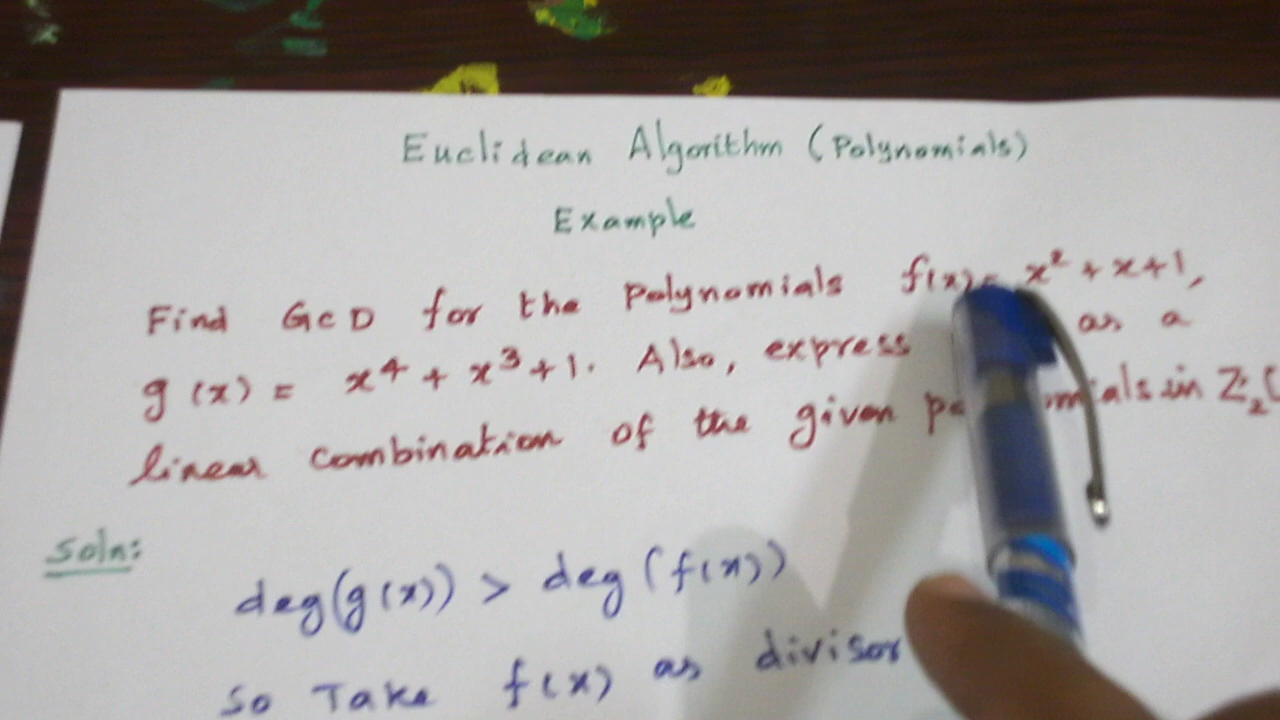 Euclidean Algorithm (Polynomials)
Example
Find GCD for the Polynomials f(x)= x² + x+1,
g(x) = x⁴ + x³+1. Also, express as a
linear combination of the given in Z₂[
Soln:
deg(g(x)) > deg(f(x))
So Take f(x) as divisor